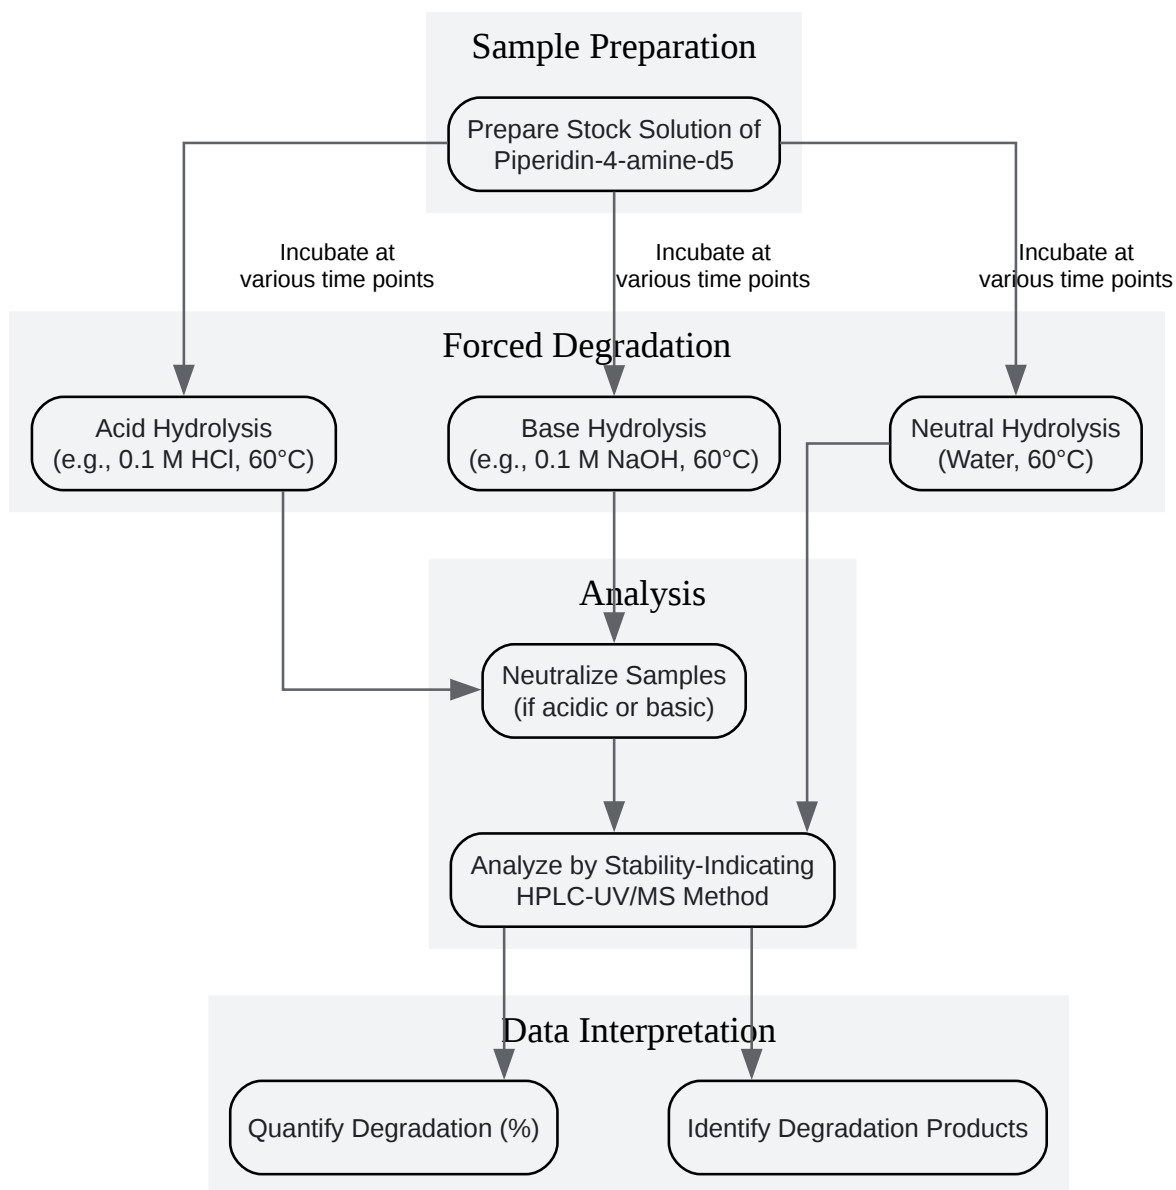 Sample Preparation
Prepare Stock Solution of
Piperidin-4-amine-d5
Incubate at
various time points
Incubate at
various time points
Incubate at
various time points
Forced Degradation
Acid Hydrolysis
(e.g., 0.1 M HCl, 60°C)
Base Hydrolysis
(e.g., 0.1 M NaOH, 60°C)
Neutral Hydrolysis
(Water, 60°C)
Analysis
Neutralize Samples
(if acidic or basic)
Analyze by Stability-Indicating
HPLC-UV/MS Method
Data Interpretation
Quantify Degradation (%)
Identify Degradation Products